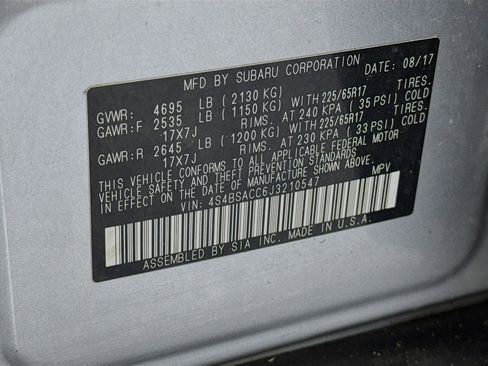 MFD BY SUBARU CORPORATION DATE: 08/17
GVWR: 4695 LB (2130 KG)
GAWR:F 2535 LB (1150 KG) WITH 225/65R17 TIRES.
17X7J RIMS. AT 240 KPA (35 PSI) COLD
GAWR:R 2645 LB (1200 KG) WITH 225/65R17 TIRES.
17X7J RIMS. AT 230 KPA (33 PSI) COLD
THIS VEHICLE CONFORMS TO ALL APPLICABLE FEDERAL MOTOR
VEHICLE SAFETY STANDARDS
IN EFFECT ON THE DATE OF MANUFACTURE SHOWN ABOVE.
VIN: 4S4BSACC6J3210547 MPV
ASSEMBLED BY SIA INC. MADE IN U.S.A.